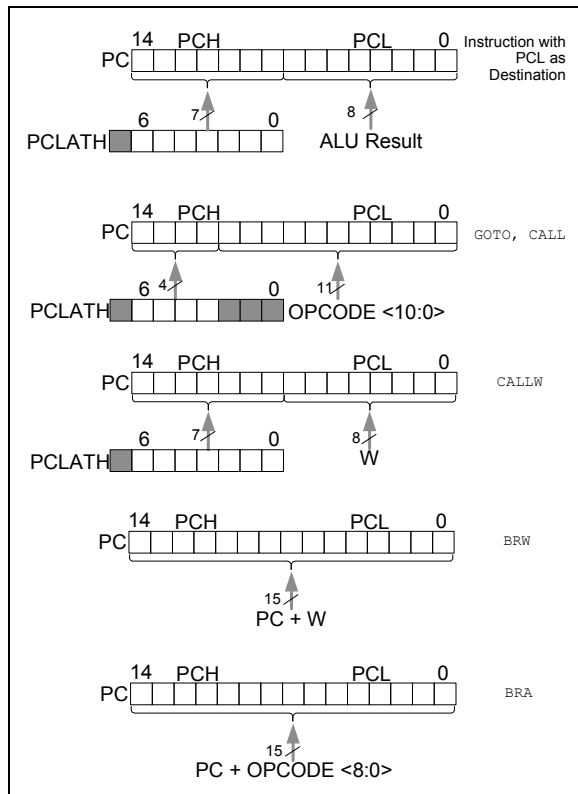 14 PCH PCL 0
Instruction with
PCL as
Destination
PC
7 8
6 0
PCLATH
ALU Result
14 PCH PCL 0
PC
GOTO, CALL
4 11
6 0
PCLATH
OPCODE <10:0>
14 PCH PCL 0
PC
CALLW
7 8
6 0
W
PCLATH
14 PCH PCL 0
PC
BRW
15
PC + W
14 PCH PCL 0
PC
BRA
15
PC + OPCODE <8:0>